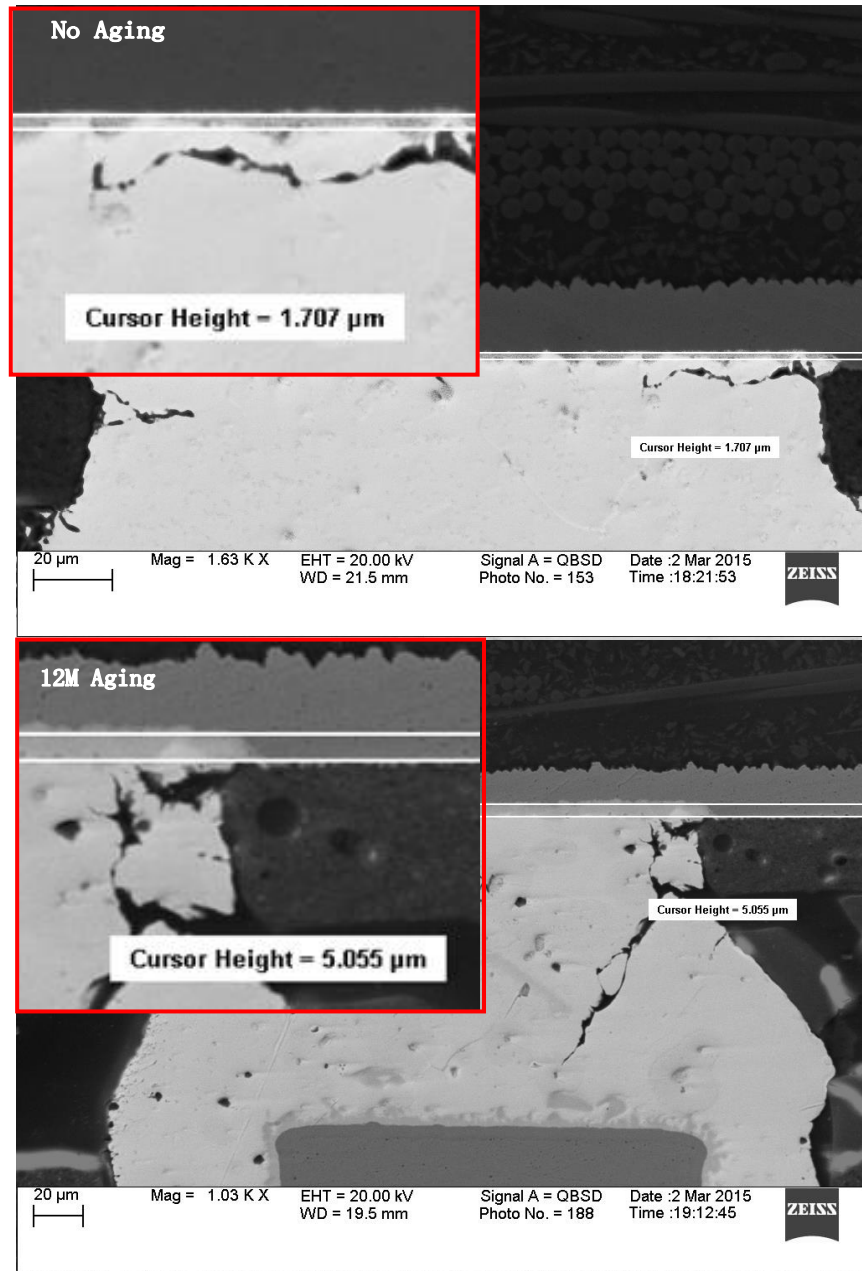 No Aging
Cursor Height = 1.707 µm
Cursor Height = 1.707 µm
20 µm
Mag = 1.63 K X
EHT = 20.00 kV
WD = 21.5 mm
Signal A = QBSD
Photo No. = 153
Date :2 Mar 2015
Time :18:21:53
ZEISS
12M Aging
Cursor Height = 5.055 µm
Cursor Height = 5.055 µm
20 µm
Mag = 1.03 K X
EHT = 20.00 kV
WD = 19.5 mm
Signal A = QBSD
Photo No. = 188
Date :2 Mar 2015
Time :19:12:45
ZEISS